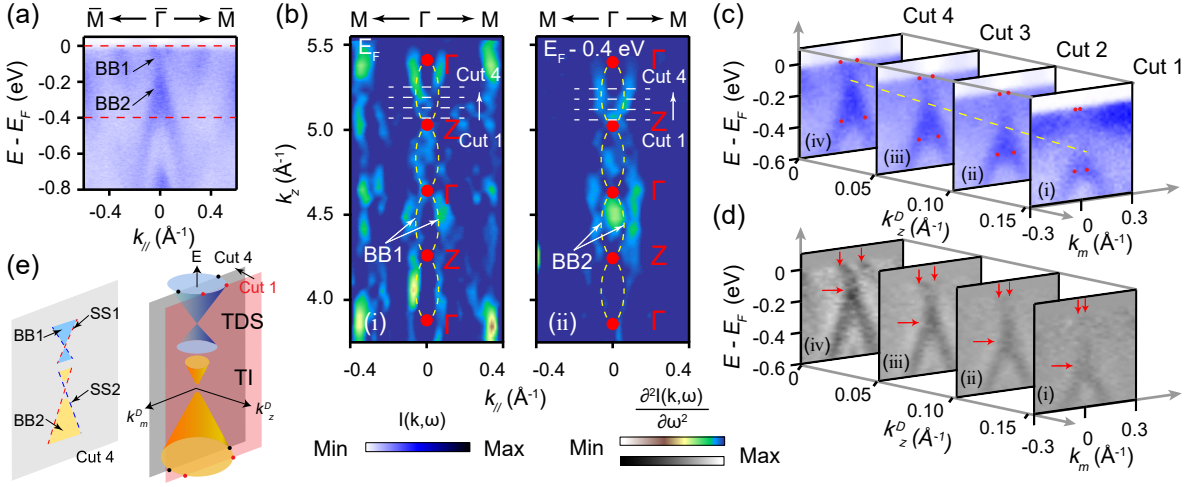 (a)
M̄ Γ̄ M̄
0
-0.2
-0.4
-0.6
-0.8
E - E_F (eV)
BB1
BB2
-0.4 0 0.4
k_// (Å⁻¹)
(b)
M Γ M
M Γ M
5.5
5.0
4.5
4.0
k_z (Å⁻¹)
E_F
Γ
Cut 4
Cut 1
Z
Γ
BB1
Z
Γ
(i)
E_F - 0.4 eV
Γ
Cut 4
Cut 1
Z
Γ
BB2
Z
Γ
(ii)
-0.4 0 0.4
-0.4 0 0.4
k_// (Å⁻¹)
I(k,ω)
Min Max
∂²I(k,ω)
∂ω²
Min Max
(c)
Cut 4
Cut 3
Cut 2
Cut 1
0
-0.2
-0.4
-0.6
E - E_F (eV)
(iv)
(iii)
(ii)
(i)
0
0.05
0.10
0.15
k_z^D (Å⁻¹)
-0.3
0
0.3
k_m (Å⁻¹)
(d)
0
-0.2
-0.4
-0.6
E - E_F (eV)
(iv)
(iii)
(ii)
(i)
0
0.05
0.10
0.15
k_z^D (Å⁻¹)
-0.3
0
0.3
k_m (Å⁻¹)
(e)
BB1
SS1
SS2
BB2
Cut 4
E
Cut 4
Cut 1
TDS
TI
k_m^D
k_z^D